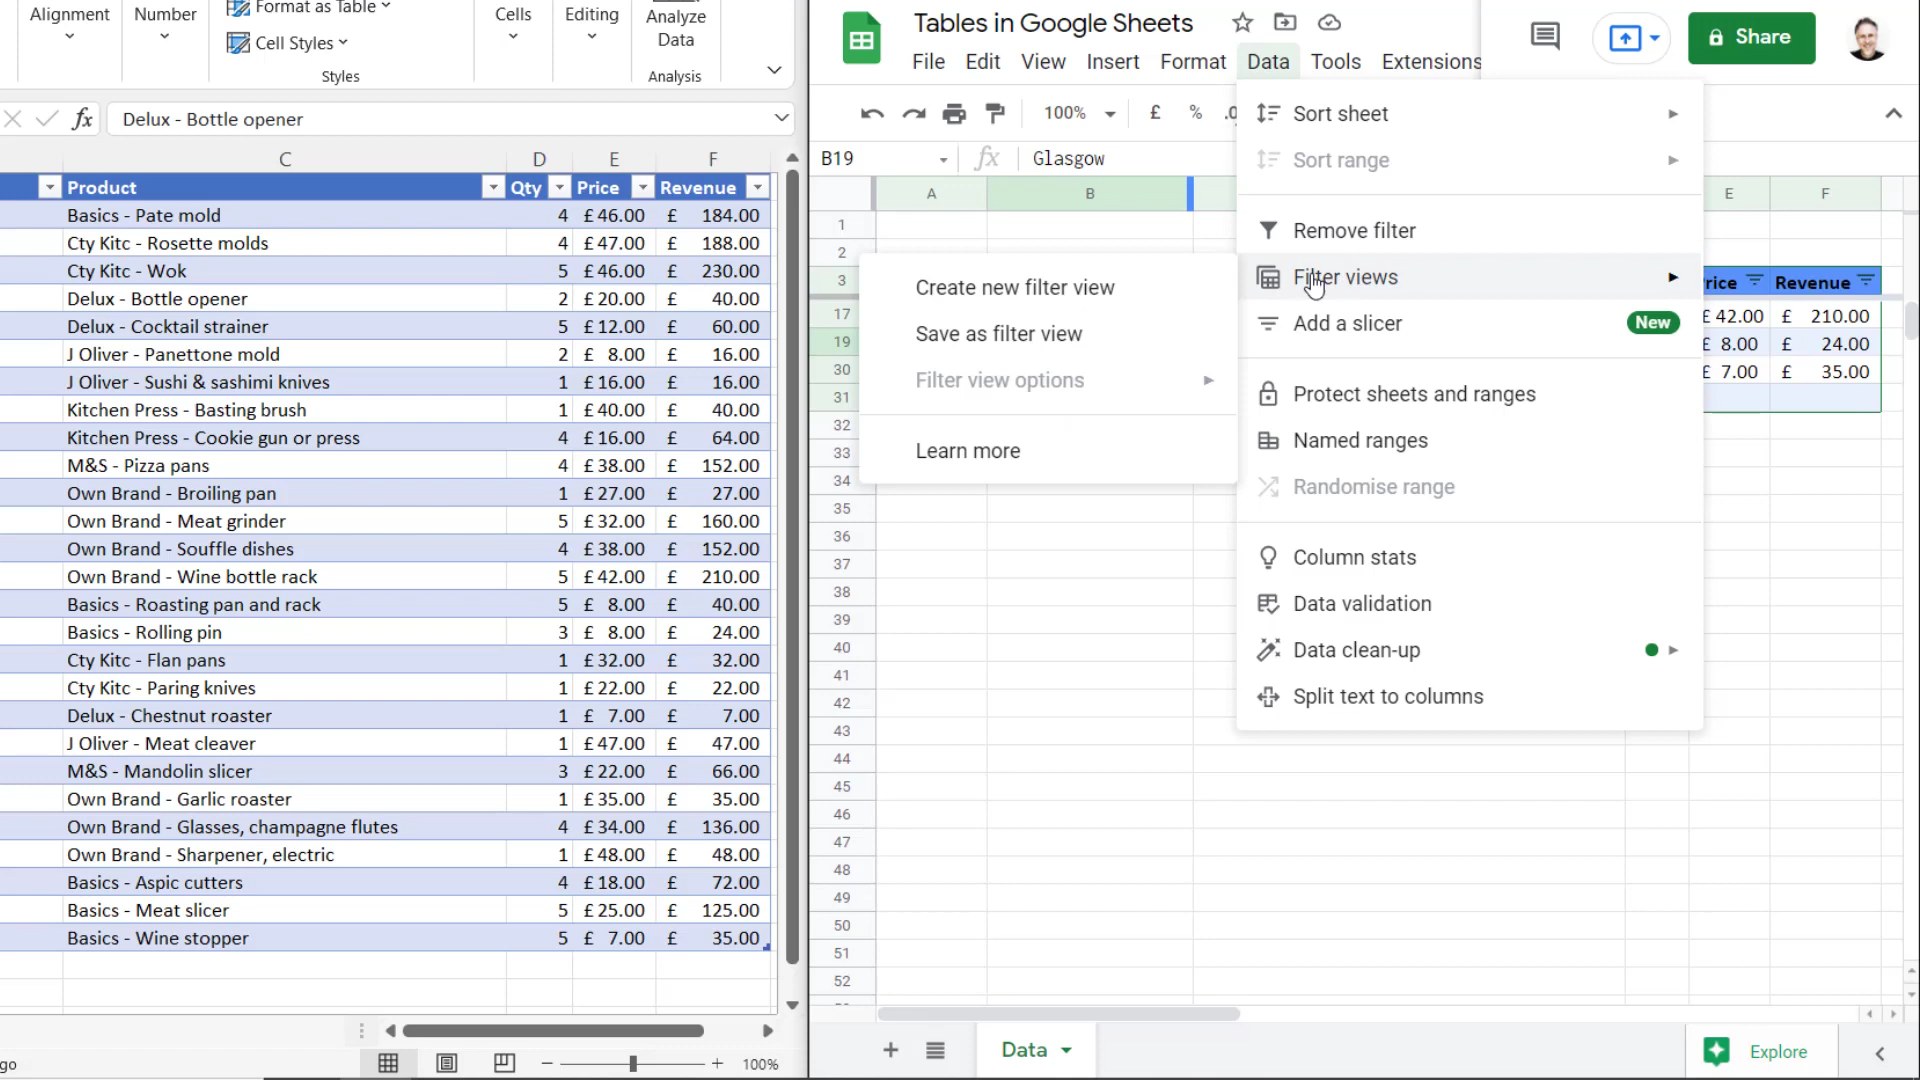 Alignment
Number
Format as Table
Cell Styles
Styles
Cells
Editing
Analyze
Data
Analysis
fx Delux - Bottle opener
C D E F
Product Qty Price Revenue
Basics - Pate mold 4 £46.00 £ 184.00
Cty Kitc - Rosette molds 4 £47.00 £ 188.00
Cty Kitc - Wok 5 £46.00 £ 230.00
Delux - Bottle opener 2 £20.00 £ 40.00
Delux - Cocktail strainer 5 £12.00 £ 60.00
J Oliver - Panettone mold 2 £ 8.00 £ 16.00
J Oliver - Sushi & sashimi knives 1 £16.00 £ 16.00
Kitchen Press - Basting brush 1 £40.00 £ 40.00
Kitchen Press - Cookie gun or press 4 £16.00 £ 64.00
M&S - Pizza pans 4 £38.00 £ 152.00
Own Brand - Broiling pan 1 £27.00 £ 27.00
Own Brand - Meat grinder 5 £32.00 £ 160.00
Own Brand - Souffle dishes 4 £38.00 £ 152.00
Own Brand - Wine bottle rack 5 £42.00 £ 210.00
Basics - Roasting pan and rack 5 £ 8.00 £ 40.00
Basics - Rolling pin 3 £ 8.00 £ 24.00
Cty Kitc - Flan pans 1 £32.00 £ 32.00
Cty Kitc - Paring knives 1 £22.00 £ 22.00
Delux - Chestnut roaster 1 £ 7.00 £ 7.00
J Oliver - Meat cleaver 1 £47.00 £ 47.00
M&S - Mandolin slicer 3 £22.00 £ 66.00
Own Brand - Garlic roaster 1 £35.00 £ 35.00
Own Brand - Glasses, champagne flutes 4 £34.00 £ 136.00
Own Brand - Sharpener, electric 1 £48.00 £ 48.00
Basics - Aspic cutters 4 £18.00 £ 72.00
Basics - Meat slicer 5 £25.00 £ 125.00
Basics - Wine stopper 5 £ 7.00 £ 35.00
go
100%
Tables in Google Sheets
File Edit View Insert Format Data Tools Extensions
Share
100% £ % .0
B19 fx Glasgow
A B E F
1
2
3 rice Revenue
17 £ 42.00 £ 210.00
19 £ 8.00 £ 24.00
30 £ 7.00 £ 35.00
31
32
33
34
35
36
37
38
39
40
41
42
43
44
45
46
47
48
49
50
51
52
Sort sheet
Sort range
Remove filter
Filter views
Add a slicer New
Protect sheets and ranges
Named ranges
Randomise range
Column stats
Data validation
Data clean-up
Split text to columns
Create new filter view
Save as filter view
Filter view options
Learn more
Data
Explore